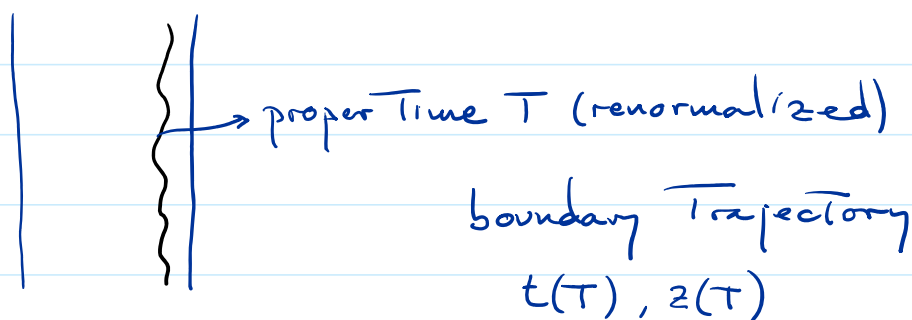 proper Time T (renormalized)
boundary Trajectory
t(T), z(T)